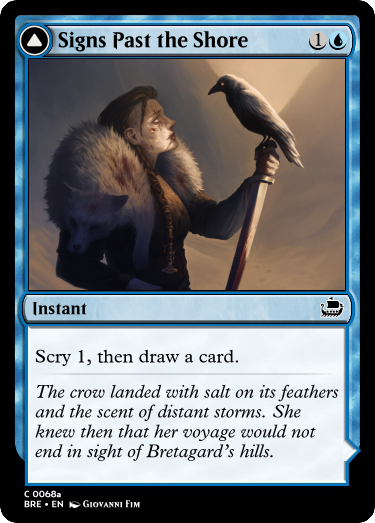 Signs Past the Shore 1
Instant
Scry 1, then draw a card.
The crow landed with salt on its feathers
and the scent of distant storms. She
knew then that her voyage would not
end in sight of Bretagard's hills.
C 0068a
BRE • EN Giovanni Fim